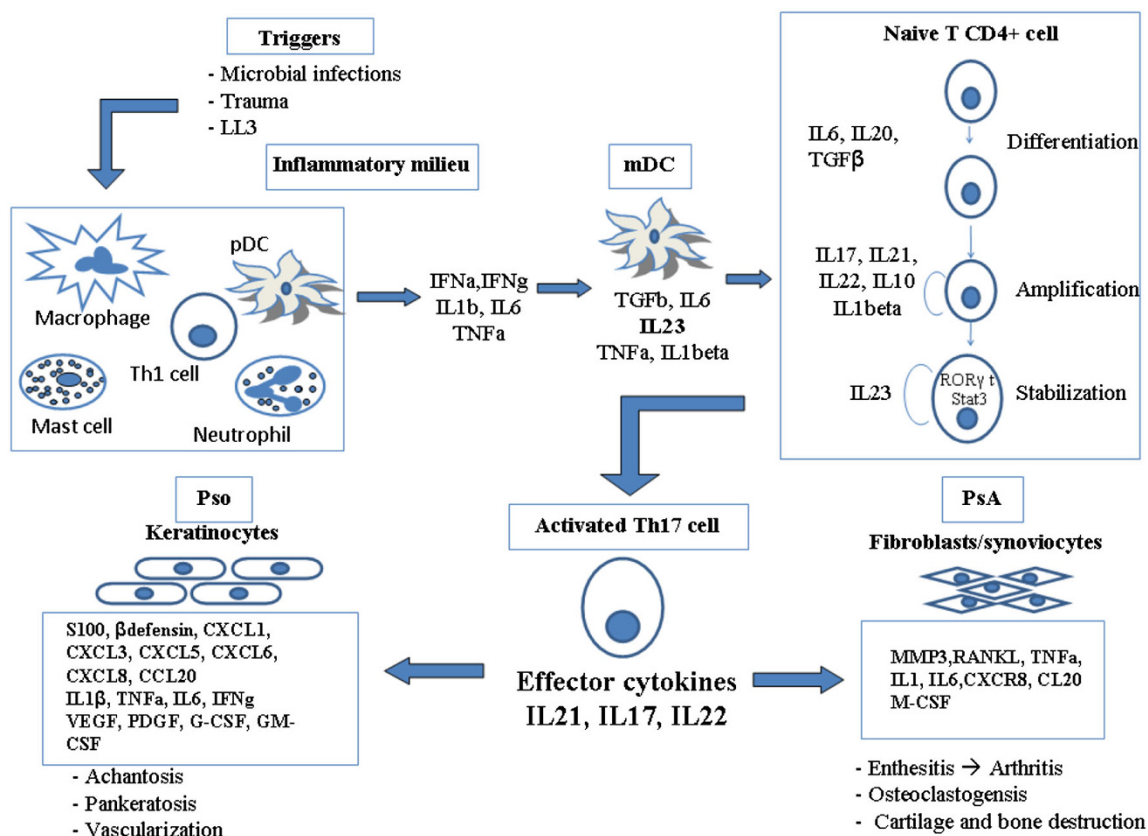 Triggers
- Microbial infections
- Trauma
- LL3
Inflammatory milieu
Macrophage
pDC
Th1 cell
Mast cell
Neutrophil
IFNa,IFNg
IL1b, IL6
TNFa
mDC
TGFb, IL6
IL23
TNFa, IL1beta
Naive T CD4+ cell
IL6, IL20,
TGFβ
Differentiation
IL17, IL21,
IL22, IL10
IL1beta
Amplification
IL23
RORγ t
Stat3
Stabilization
Pso
Keratinocytes
S100, βdefensin, CXCL1,
CXCL3, CXCL5, CXCL6,
CXCL8, CCL20
IL1β, TNFa, IL6, IFNg
VEGF, PDGF, G-CSF, GM-
CSF
- Achantosis
- Pankeratosis
- Vascularization
Activated Th17 cell
Effector cytokines
IL21, IL17, IL22
PsA
Fibroblasts/synoviocytes
MMP3,RANKL, TNFa,
IL1, IL6,CXCR8, CL20
M-CSF
- Enthesitis → Arthritis
- Osteoclastogensis
- Cartilage and bone destruction